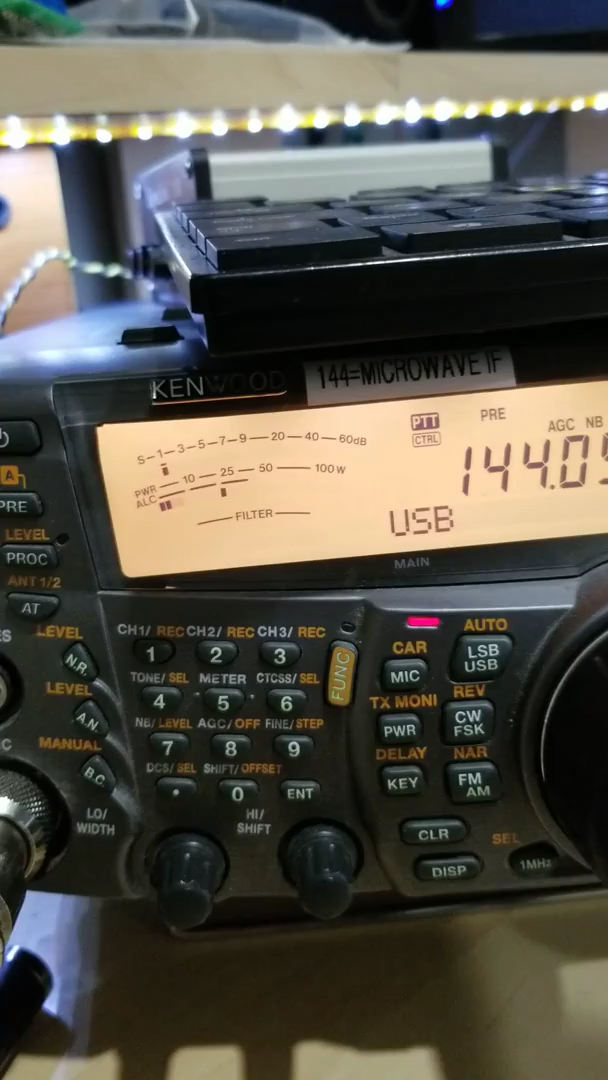 KENWOOD
144=MICROWAVE IF
S-1-3-5-7-9-20-40-60dB
PWR 10 25 50 100 W
ALC
FILTER
PTT
CTRL
PRE
AGC NB
144.05
USB
MAIN
A
PRE
LEVEL
PROC
ANT 1/2
AT
LEVEL
N.R.
LEVEL
A.N.
MANUAL
B.C.
LO/
WIDTH
CH1/ REC CH2/ REC CH3/ REC
1 2 3
TONE/ SEL METER CTCSS/ SEL
4 5 6
NB/ LEVEL AGC/ OFF FINE/ STEP
7 8 9
DCS/ SEL SHIFT/ OFFSET
. 0 ENT
HI/
SHIFT
FUNC
CAR
MIC
TX MONI
PWR
DELAY
KEY
CLR
DISP
AUTO
LSB
USB
REV
CW
FSK
NAR
FM
AM
SEL
1MHz